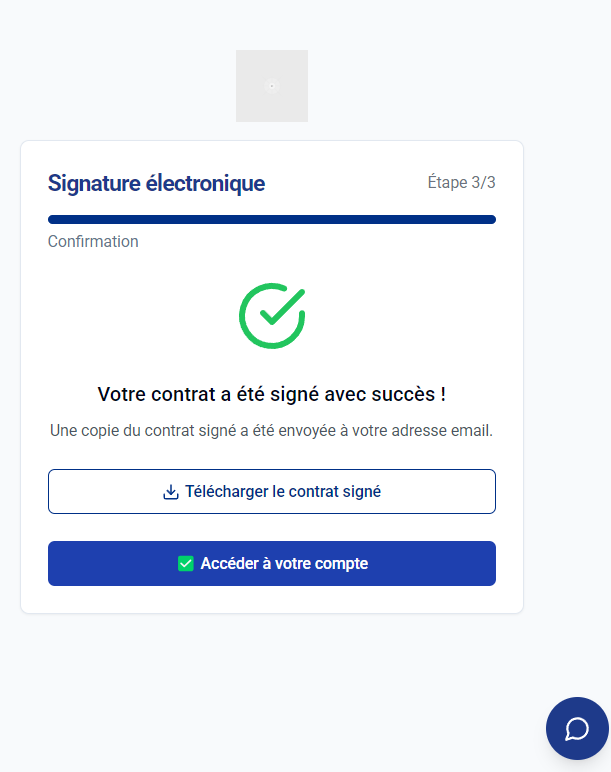 Signature électronique
Étape 3/3
Confirmation
Votre contrat a été signé avec succès !
Une copie du contrat signé a été envoyée à votre adresse email.
Télécharger le contrat signé
Accéder à votre compte